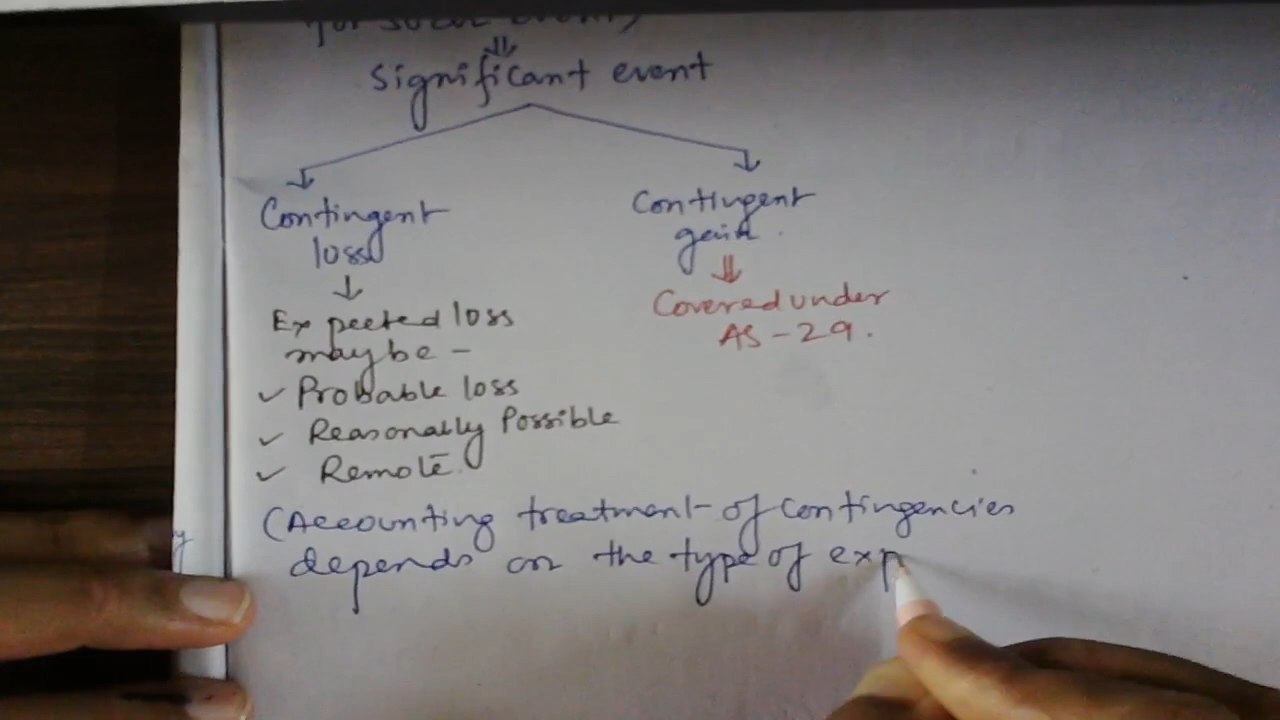 Significant event
Contingent
loss
Contingent
gain.
Expected loss
may be -
Covered under
AS-29.
✓ Probable loss
✓ Reasonally Possible
✓ Remote.
(Accounting treatment of contingencies
depends on the type of exp